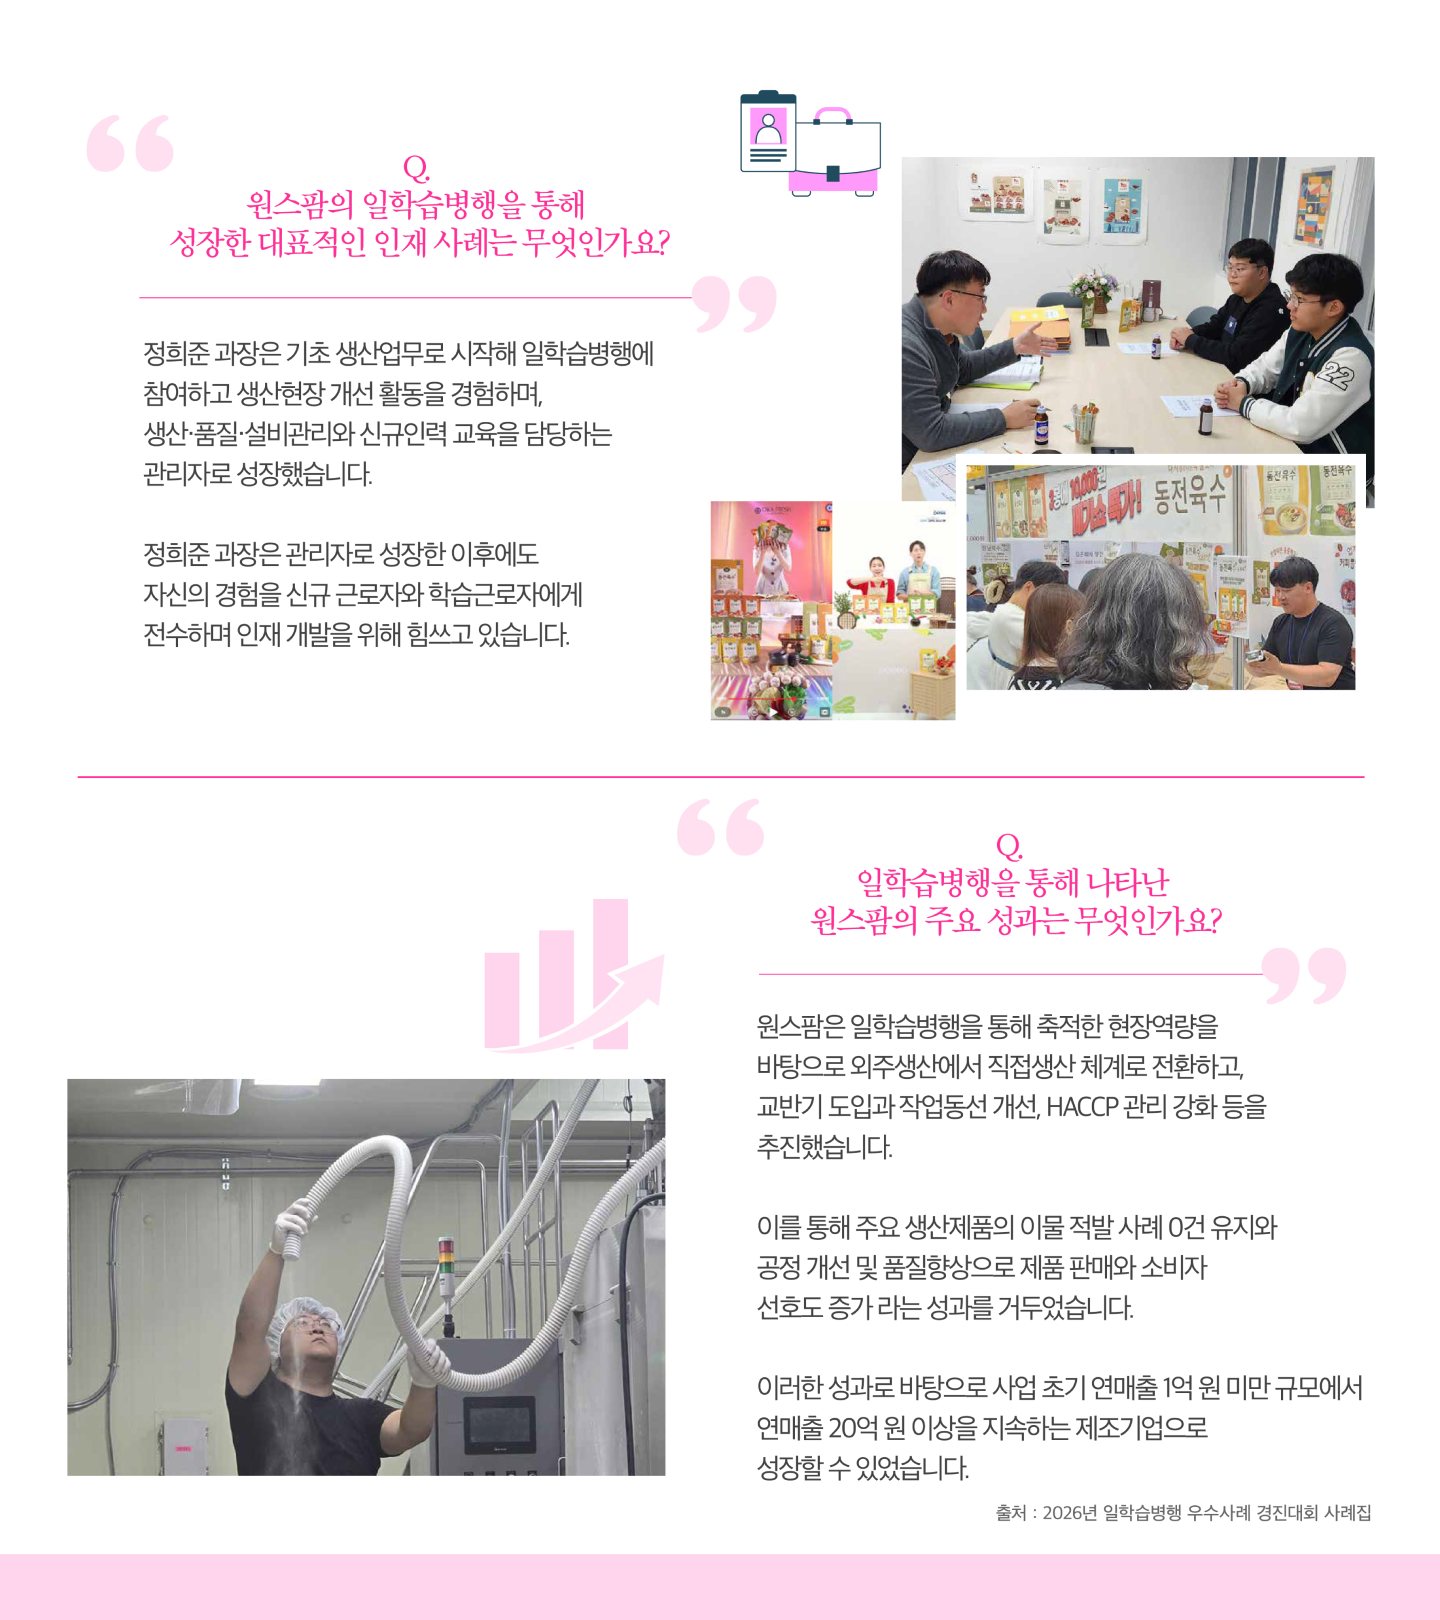 Q.
원스팜의 일학습병행을 통해
성장한 대표적인 인재 사례는 무엇인가요?
정희준 과장은 기초 생산업무로 시작해 일학습병행에
참여하고 생산현장 개선 활동을 경험하며,
생산·품질·설비관리와 신규인력 교육을 담당하는
관리자로 성장했습니다.
정희준 과장은 관리자로 성장한 이후에도
자신의 경험을 신규 근로자와 학습근로자에게
전수하며 인재 개발을 위해 힘쓰고 있습니다.
22
10,000원
동전육수
동전육수
동전육수
Q.
일학습병행을 통해 나타난
원스팜의 주요 성과는 무엇인가요?
원스팜은 일학습병행을 통해 축적한 현장역량을
바탕으로 외주생산에서 직접생산 체계로 전환하고,
교반기 도입과 작업동선 개선, HACCP 관리 강화 등을
추진했습니다.
이를 통해 주요 생산제품의 이물 적발 사례 0건 유지와
공정 개선 및 품질향상으로 제품 판매와 소비자
선호도 증가 라는 성과를 거두었습니다.
이러한 성과로 바탕으로 사업 초기 연매출 1억 원 미만 규모에서
연매출 20억 원 이상을 지속하는 제조기업으로
성장할 수 있었습니다.
출처 : 2026년 일학습병행 우수사례 경진대회 사례집